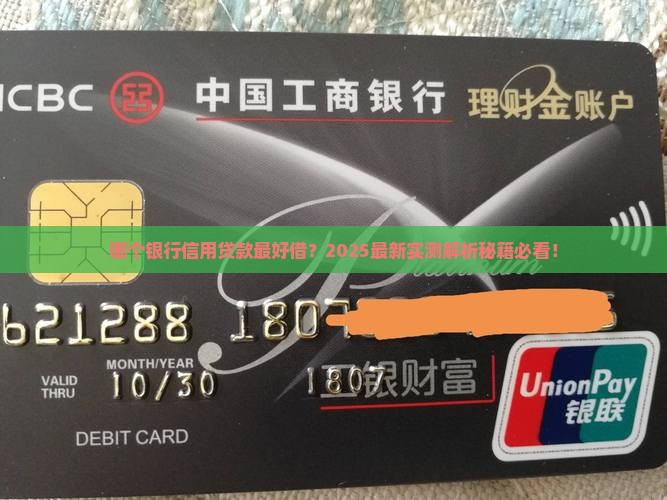 ICBC 中国工商银行 理财金账户
Platinum
哪个银行信用贷款最好借？2025最新实测解析秘籍必看！
621288 1807
MONTH/YEAR
VALID THRU 10/30 1807 工银财富
UnionPay 银联
DEBIT CARD